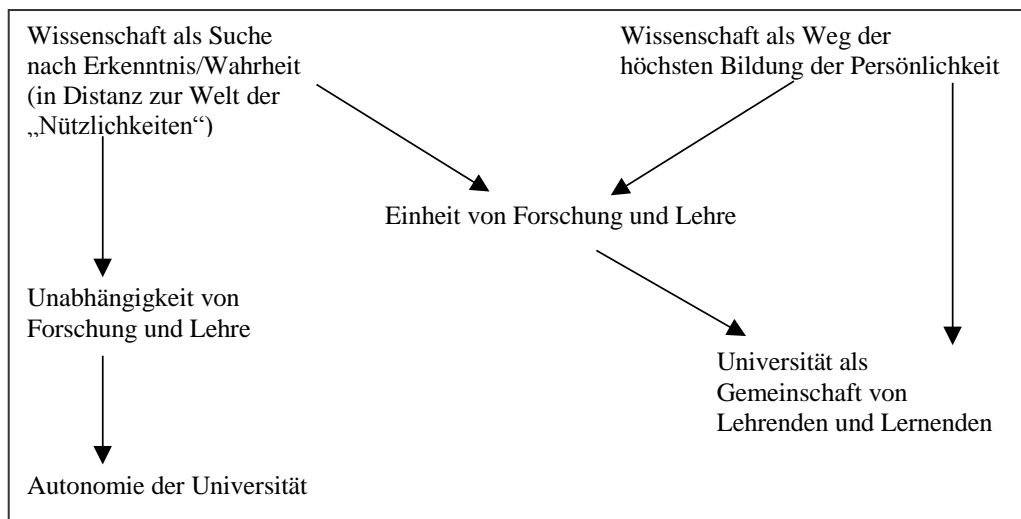 Wissenschaft als Suche
nach Erkenntnis/Wahrheit
(in Distanz zur Welt der
„Nützlichkeiten“)
Wissenschaft als Weg der
höchsten Bildung der Persönlichkeit
Einheit von Forschung und Lehre
Unabhängigkeit von
Forschung und Lehre
Universität als
Gemeinschaft von
Lehrenden und Lernenden
Autonomie der Universität